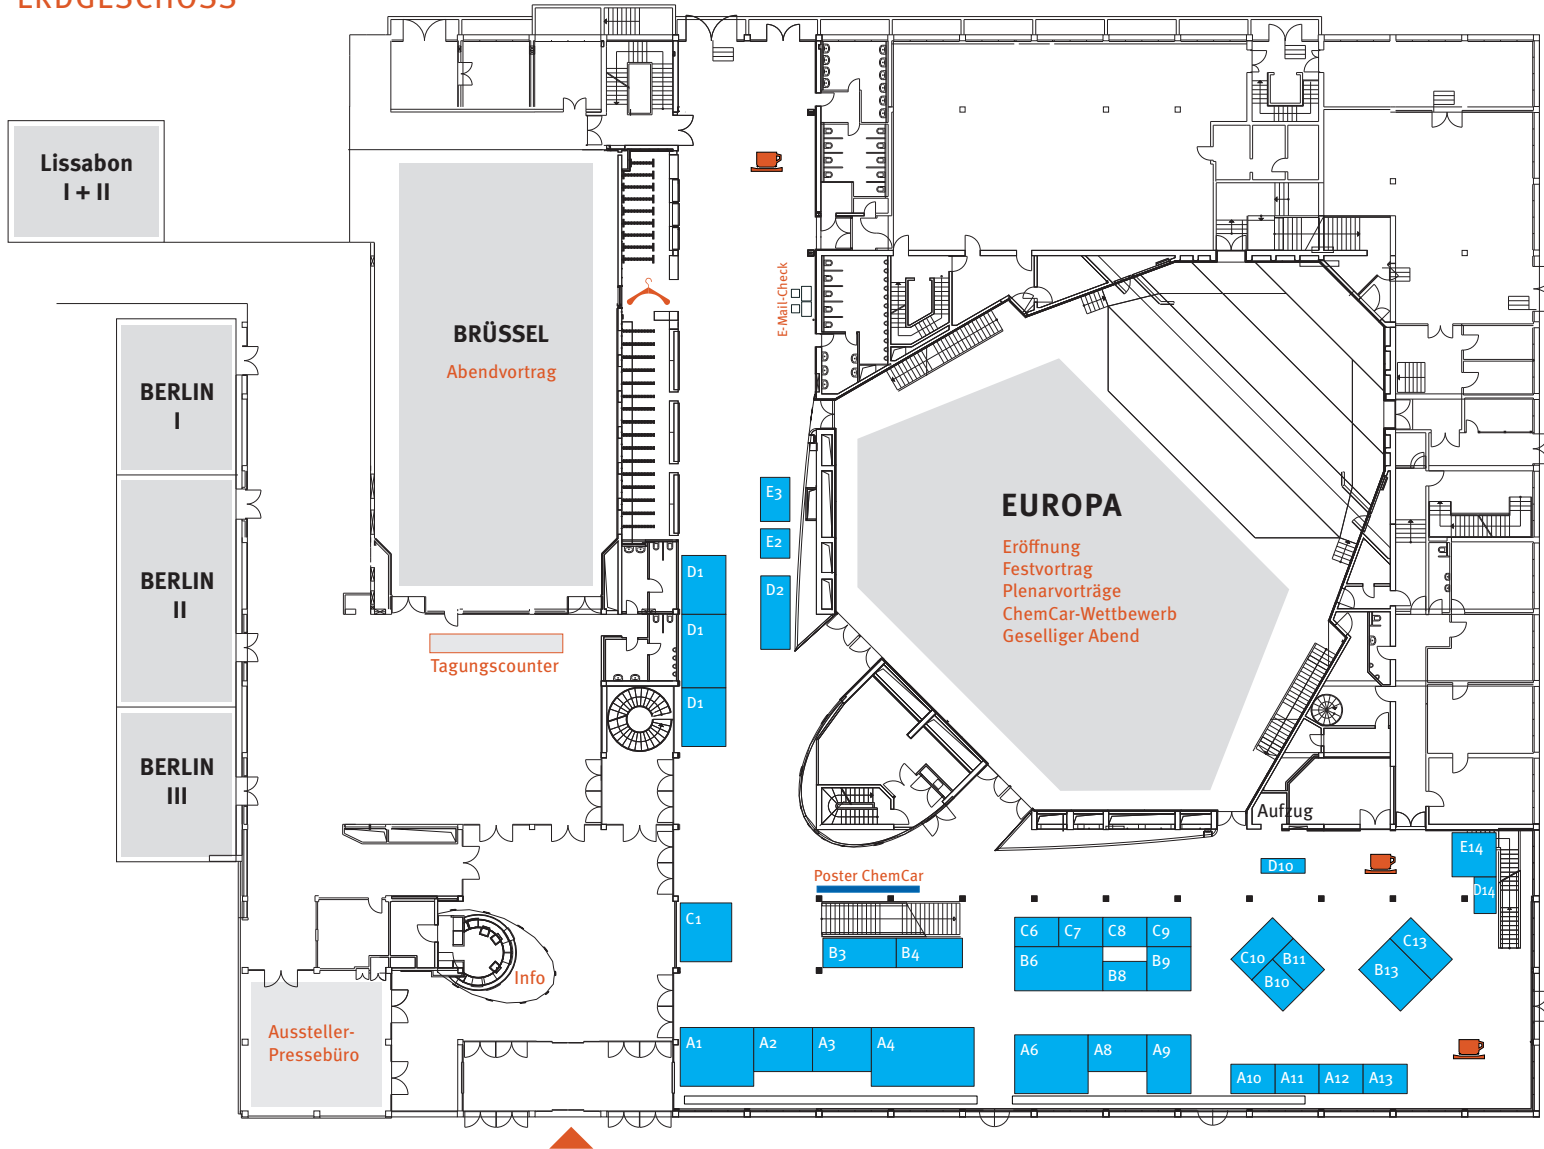 ERDGESCHOSS
Lissabon
I + II
BRÜSSEL
Abendvortrag
E-Mail-Check
BERLIN
I
BERLIN
II
BERLIN
III
EUROPA
Eröffnung
Festvortrag
Plenarvorträge
ChemCar-Wettbewerb
Geselliger Abend
E3
E2
D1
D2
D1
D1
Tagungscounter
Aufzug
Poster ChemCar
D10
E14
D14
C1
B3
B4
C6
C7
C8
C9
B6
B8
B9
C10
B11
B10
C13
B13
Info
Aussteller-
Pressebüro
A1
A2
A3
A4
A6
A8
A9
A10
A11
A12
A13